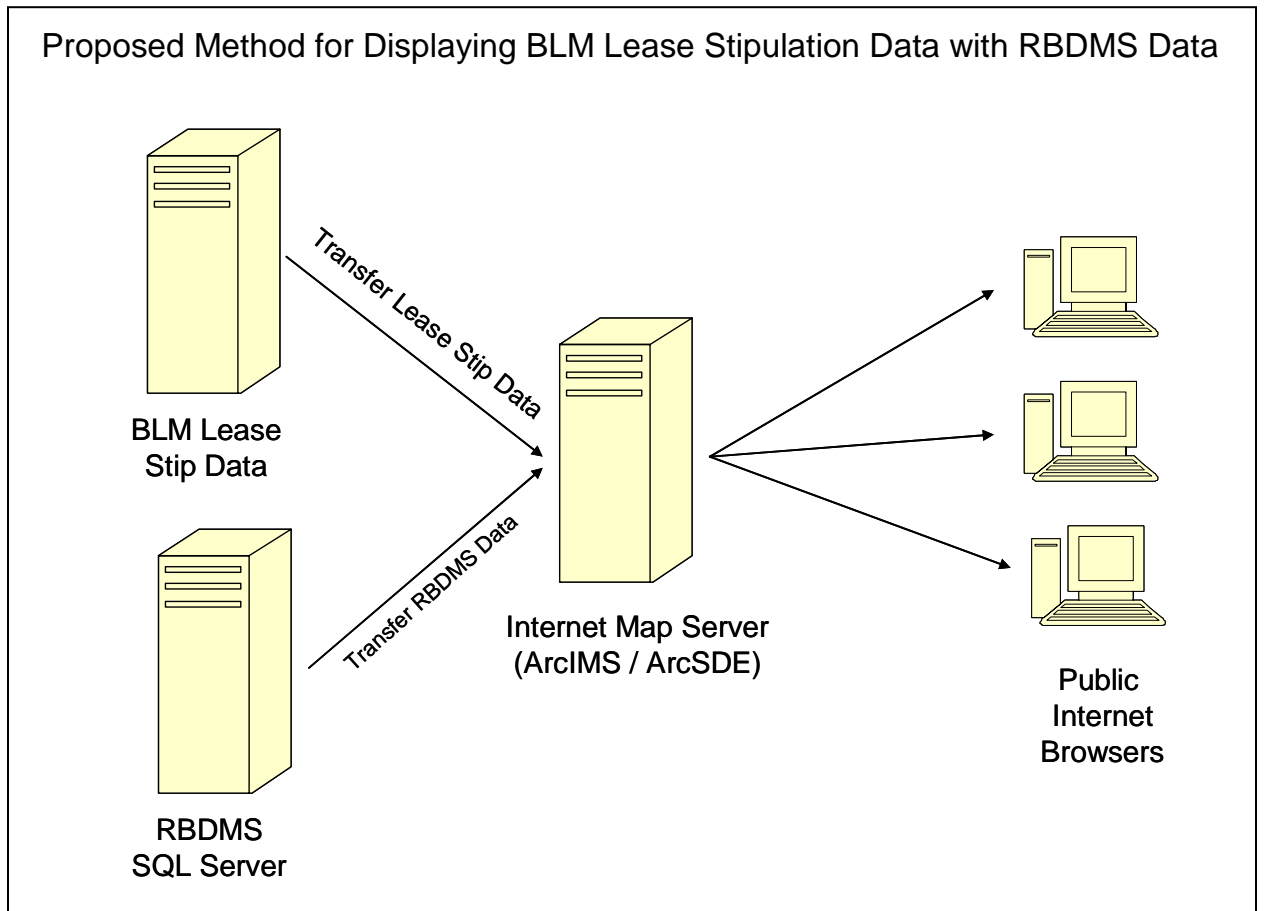 Proposed Method for Displaying BLM Lease Stipulation Data with RBDMS Data
Transfer Lease Stip Data
BLM Lease
Stip Data
Transfer RBDMS Data
RBDMS
SQL Server
Internet Map Server
(ArcIMS / ArcSDE)
Public
Internet
Browsers